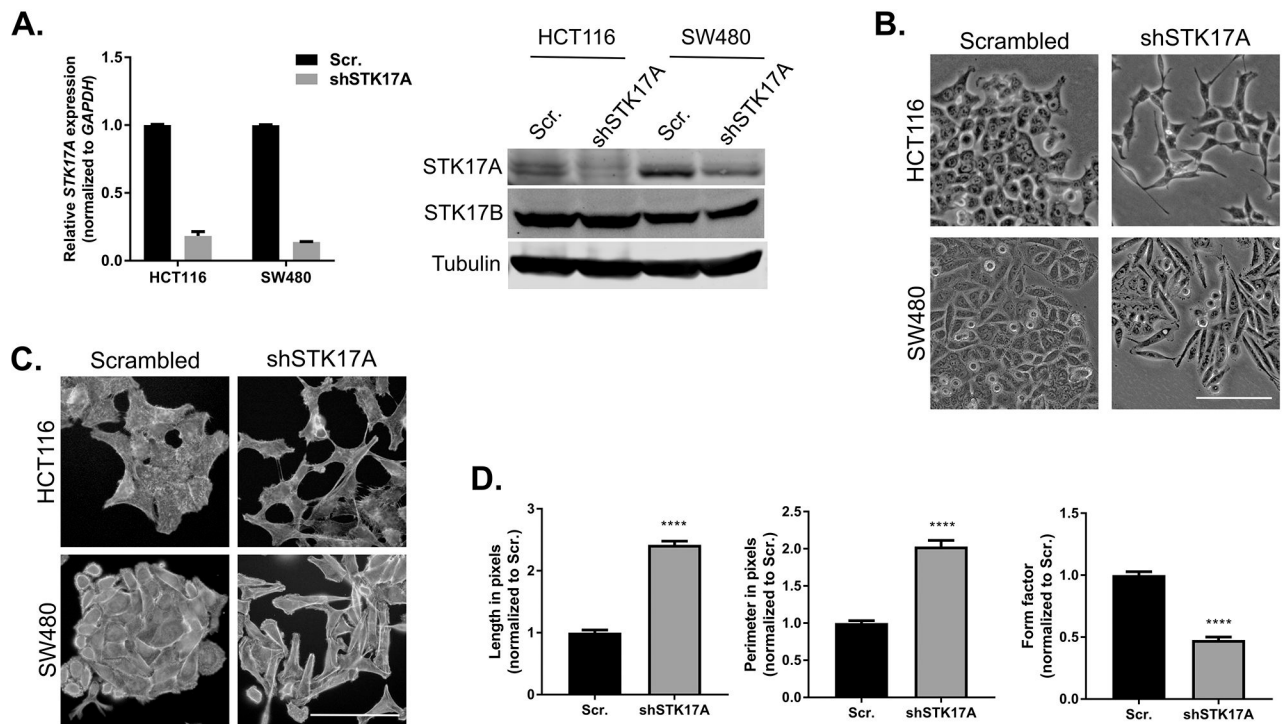 A.
Relative STK17A expression
(normalized to GAPDH)
1.5
1.0
0.5
0.0
HCT116
SW480
Scr.
shSTK17A
HCT116
SW480
Scr.
shSTK17A
Scr.
shSTK17A
STK17A
STK17B
Tubulin
B.
Scrambled
shSTK17A
HCT116
SW480
C.
Scrambled
shSTK17A
HCT116
SW480
D.
Length in pixels
(normalized to Scr.)
3
2
1
0
****
Scr.
shSTK17A
Perimeter in pixels
(normalized to Scr.)
2.5
2.0
1.5
1.0
0.5
0.0
****
Scr.
shSTK17A
Form factor
(normalized to Scr.)
1.5
1.0
0.5
0.0
****
Scr.
shSTK17A